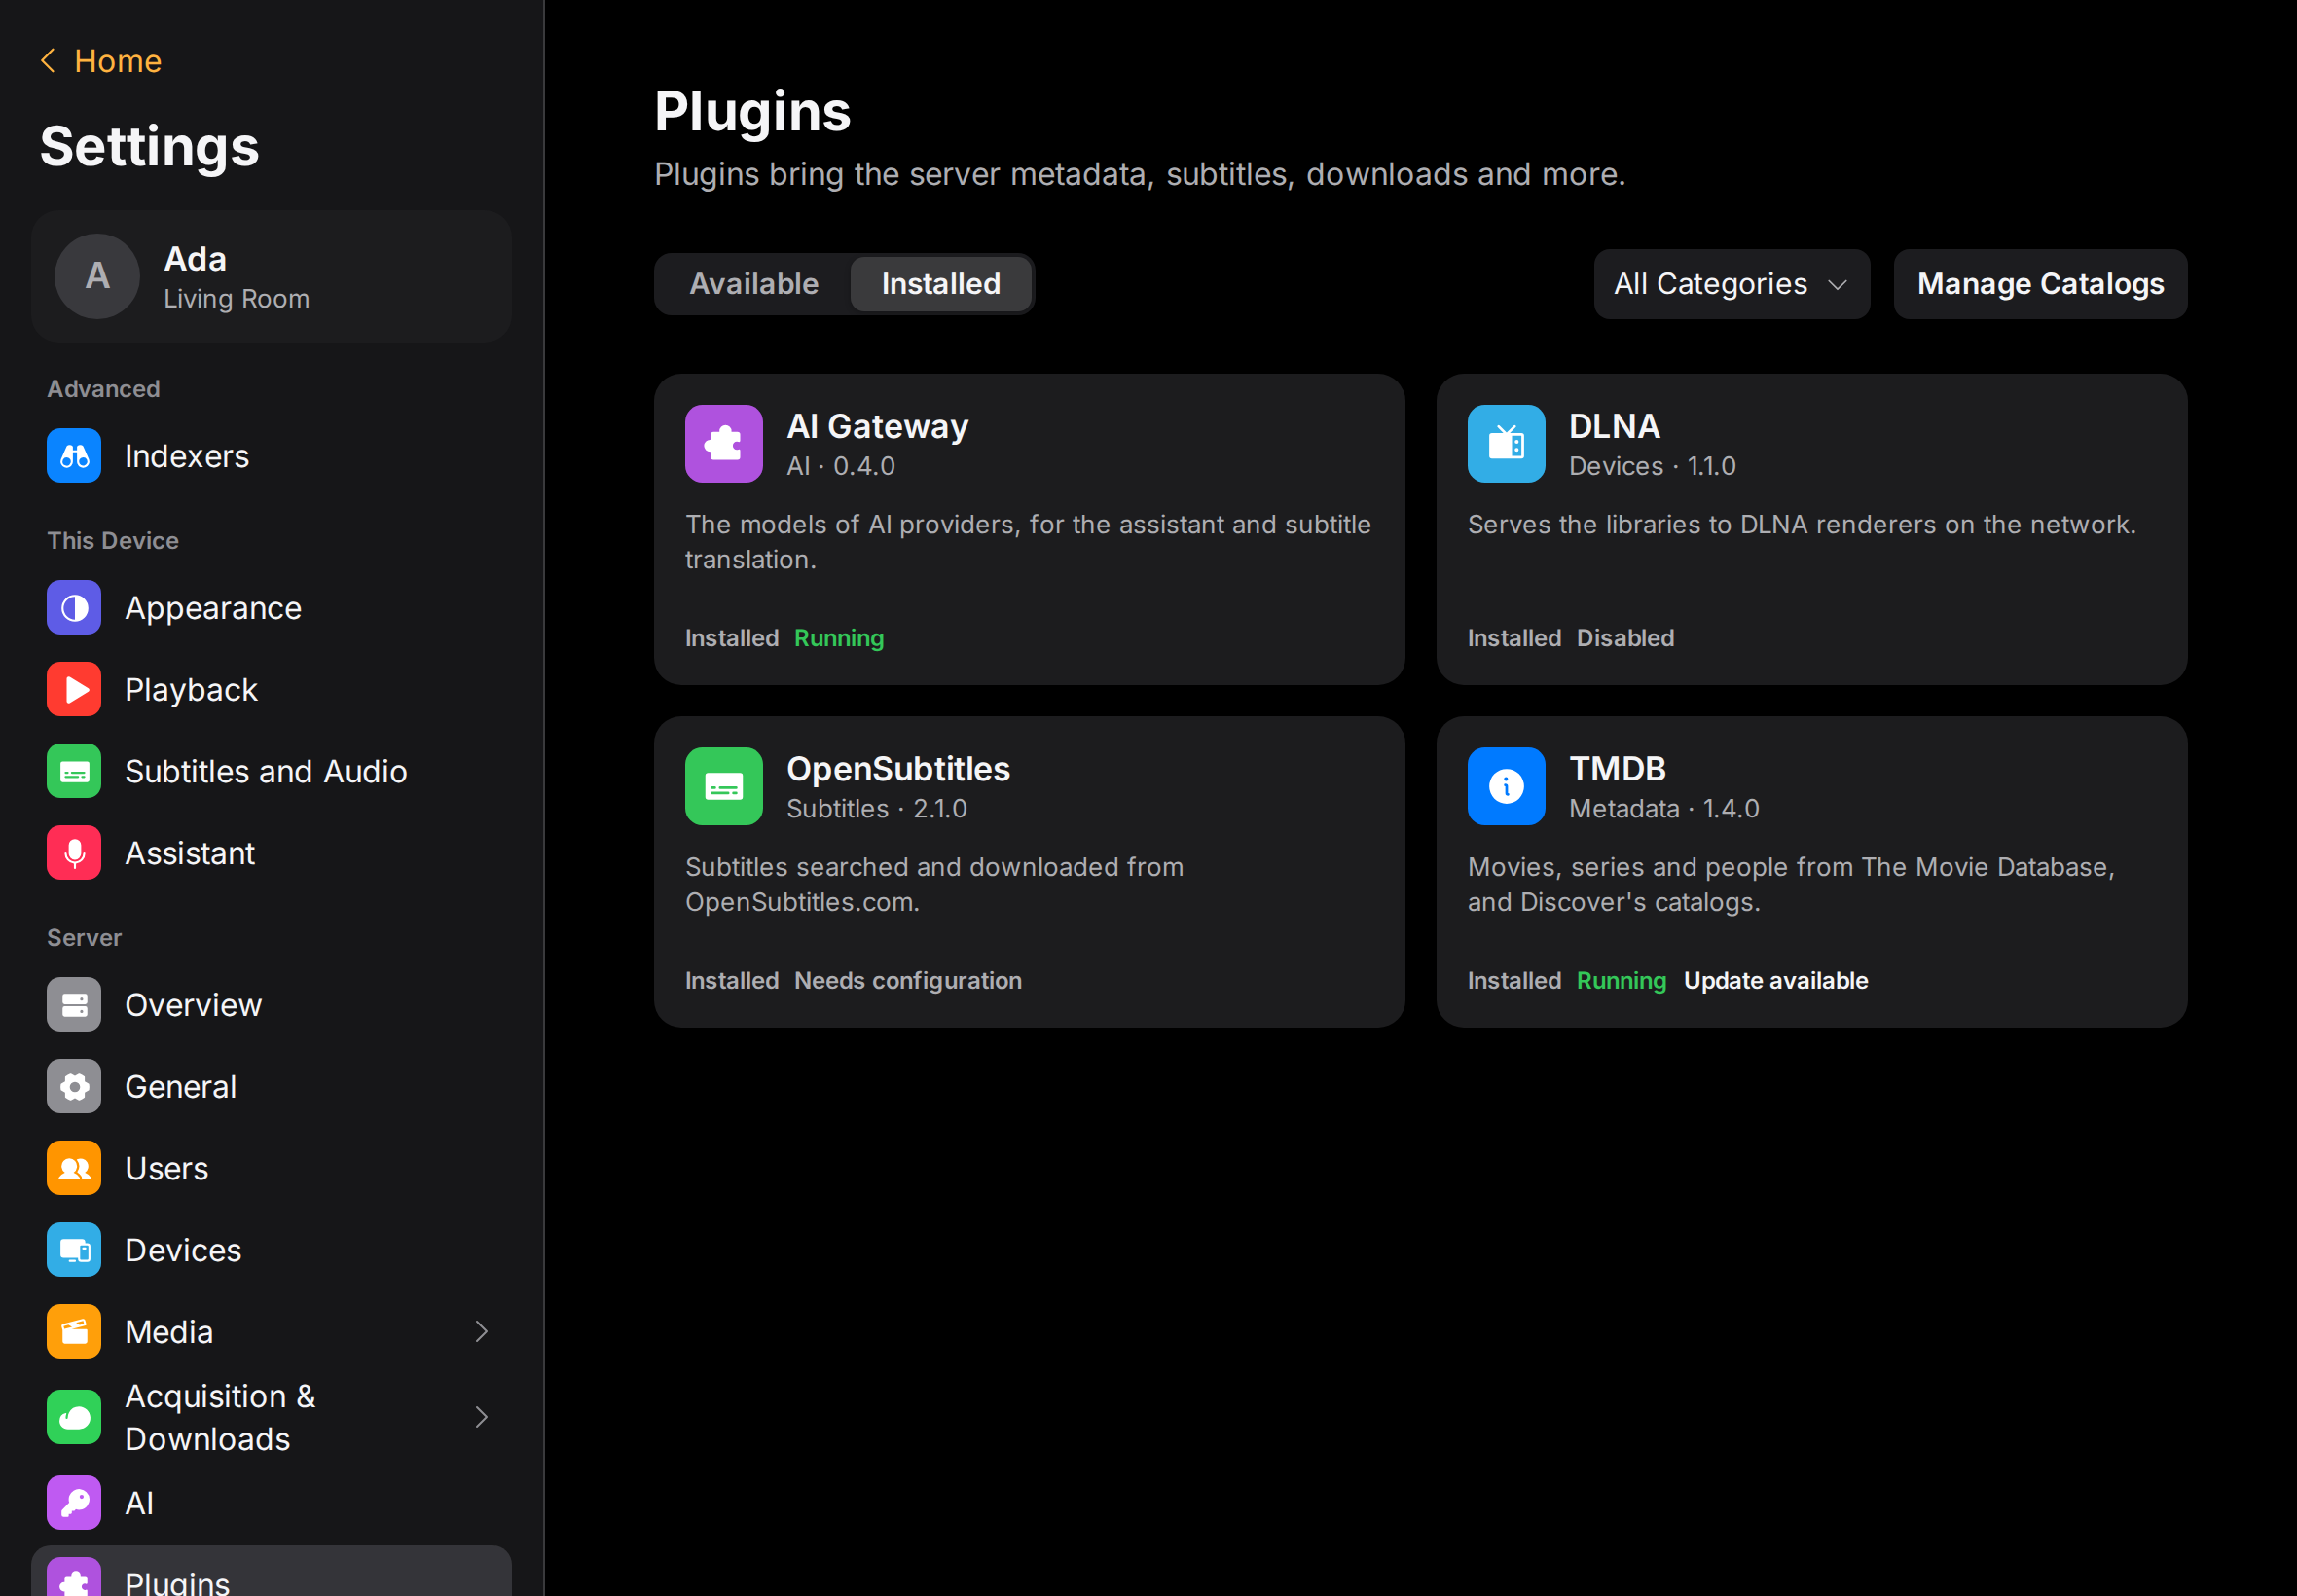 Home
Settings
A
Ada
Living Room
Advanced
Indexers
This Device
Appearance
Playback
Subtitles and Audio
Assistant
Server
Overview
General
Users
Devices
Media
Acquisition &
Downloads
AI
Plugins
Plugins
Plugins bring the server metadata, subtitles, downloads and more.
Available Installed
All Categories
Manage Catalogs
AI Gateway
AI · 0.4.0
The models of AI providers, for the assistant and subtitle
translation.
Installed Running
DLNA
Devices · 1.1.0
Serves the libraries to DLNA renderers on the network.
Installed Disabled
OpenSubtitles
Subtitles · 2.1.0
Subtitles searched and downloaded from
OpenSubtitles.com.
Installed Needs configuration
TMDB
Metadata · 1.4.0
Movies, series and people from The Movie Database,
and Discover's catalogs.
Installed Running Update available